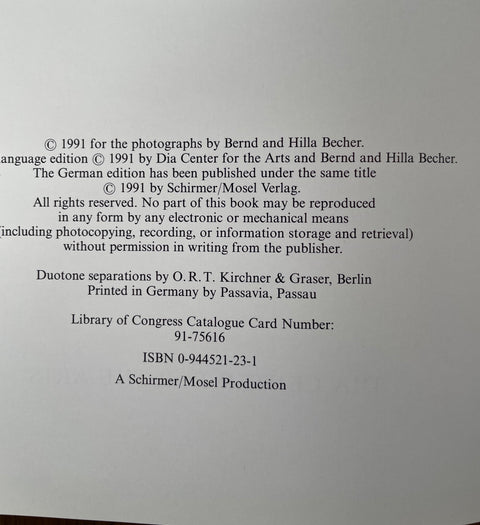 © 1991 for the photographs by Bernd and Hilla Becher.
anguage edition © 1991 by Dia Center for the Arts and Bernd and Hilla Becher.
The German edition has been published under the same title
© 1991 by Schirmer/Mosel Verlag.
All rights reserved. No part of this book may be reproduced
in any form by any electronic or mechanical means
(including photocopying, recording, or information storage and retrieval)
without permission in writing from the publisher.
Duotone separations by O.R.T. Kirchner & Graser, Berlin
Printed in Germany by Passavia, Passau
Library of Congress Catalogue Card Number:
91-75616
ISBN 0-944521-23-1
A Schirmer/Mosel Production